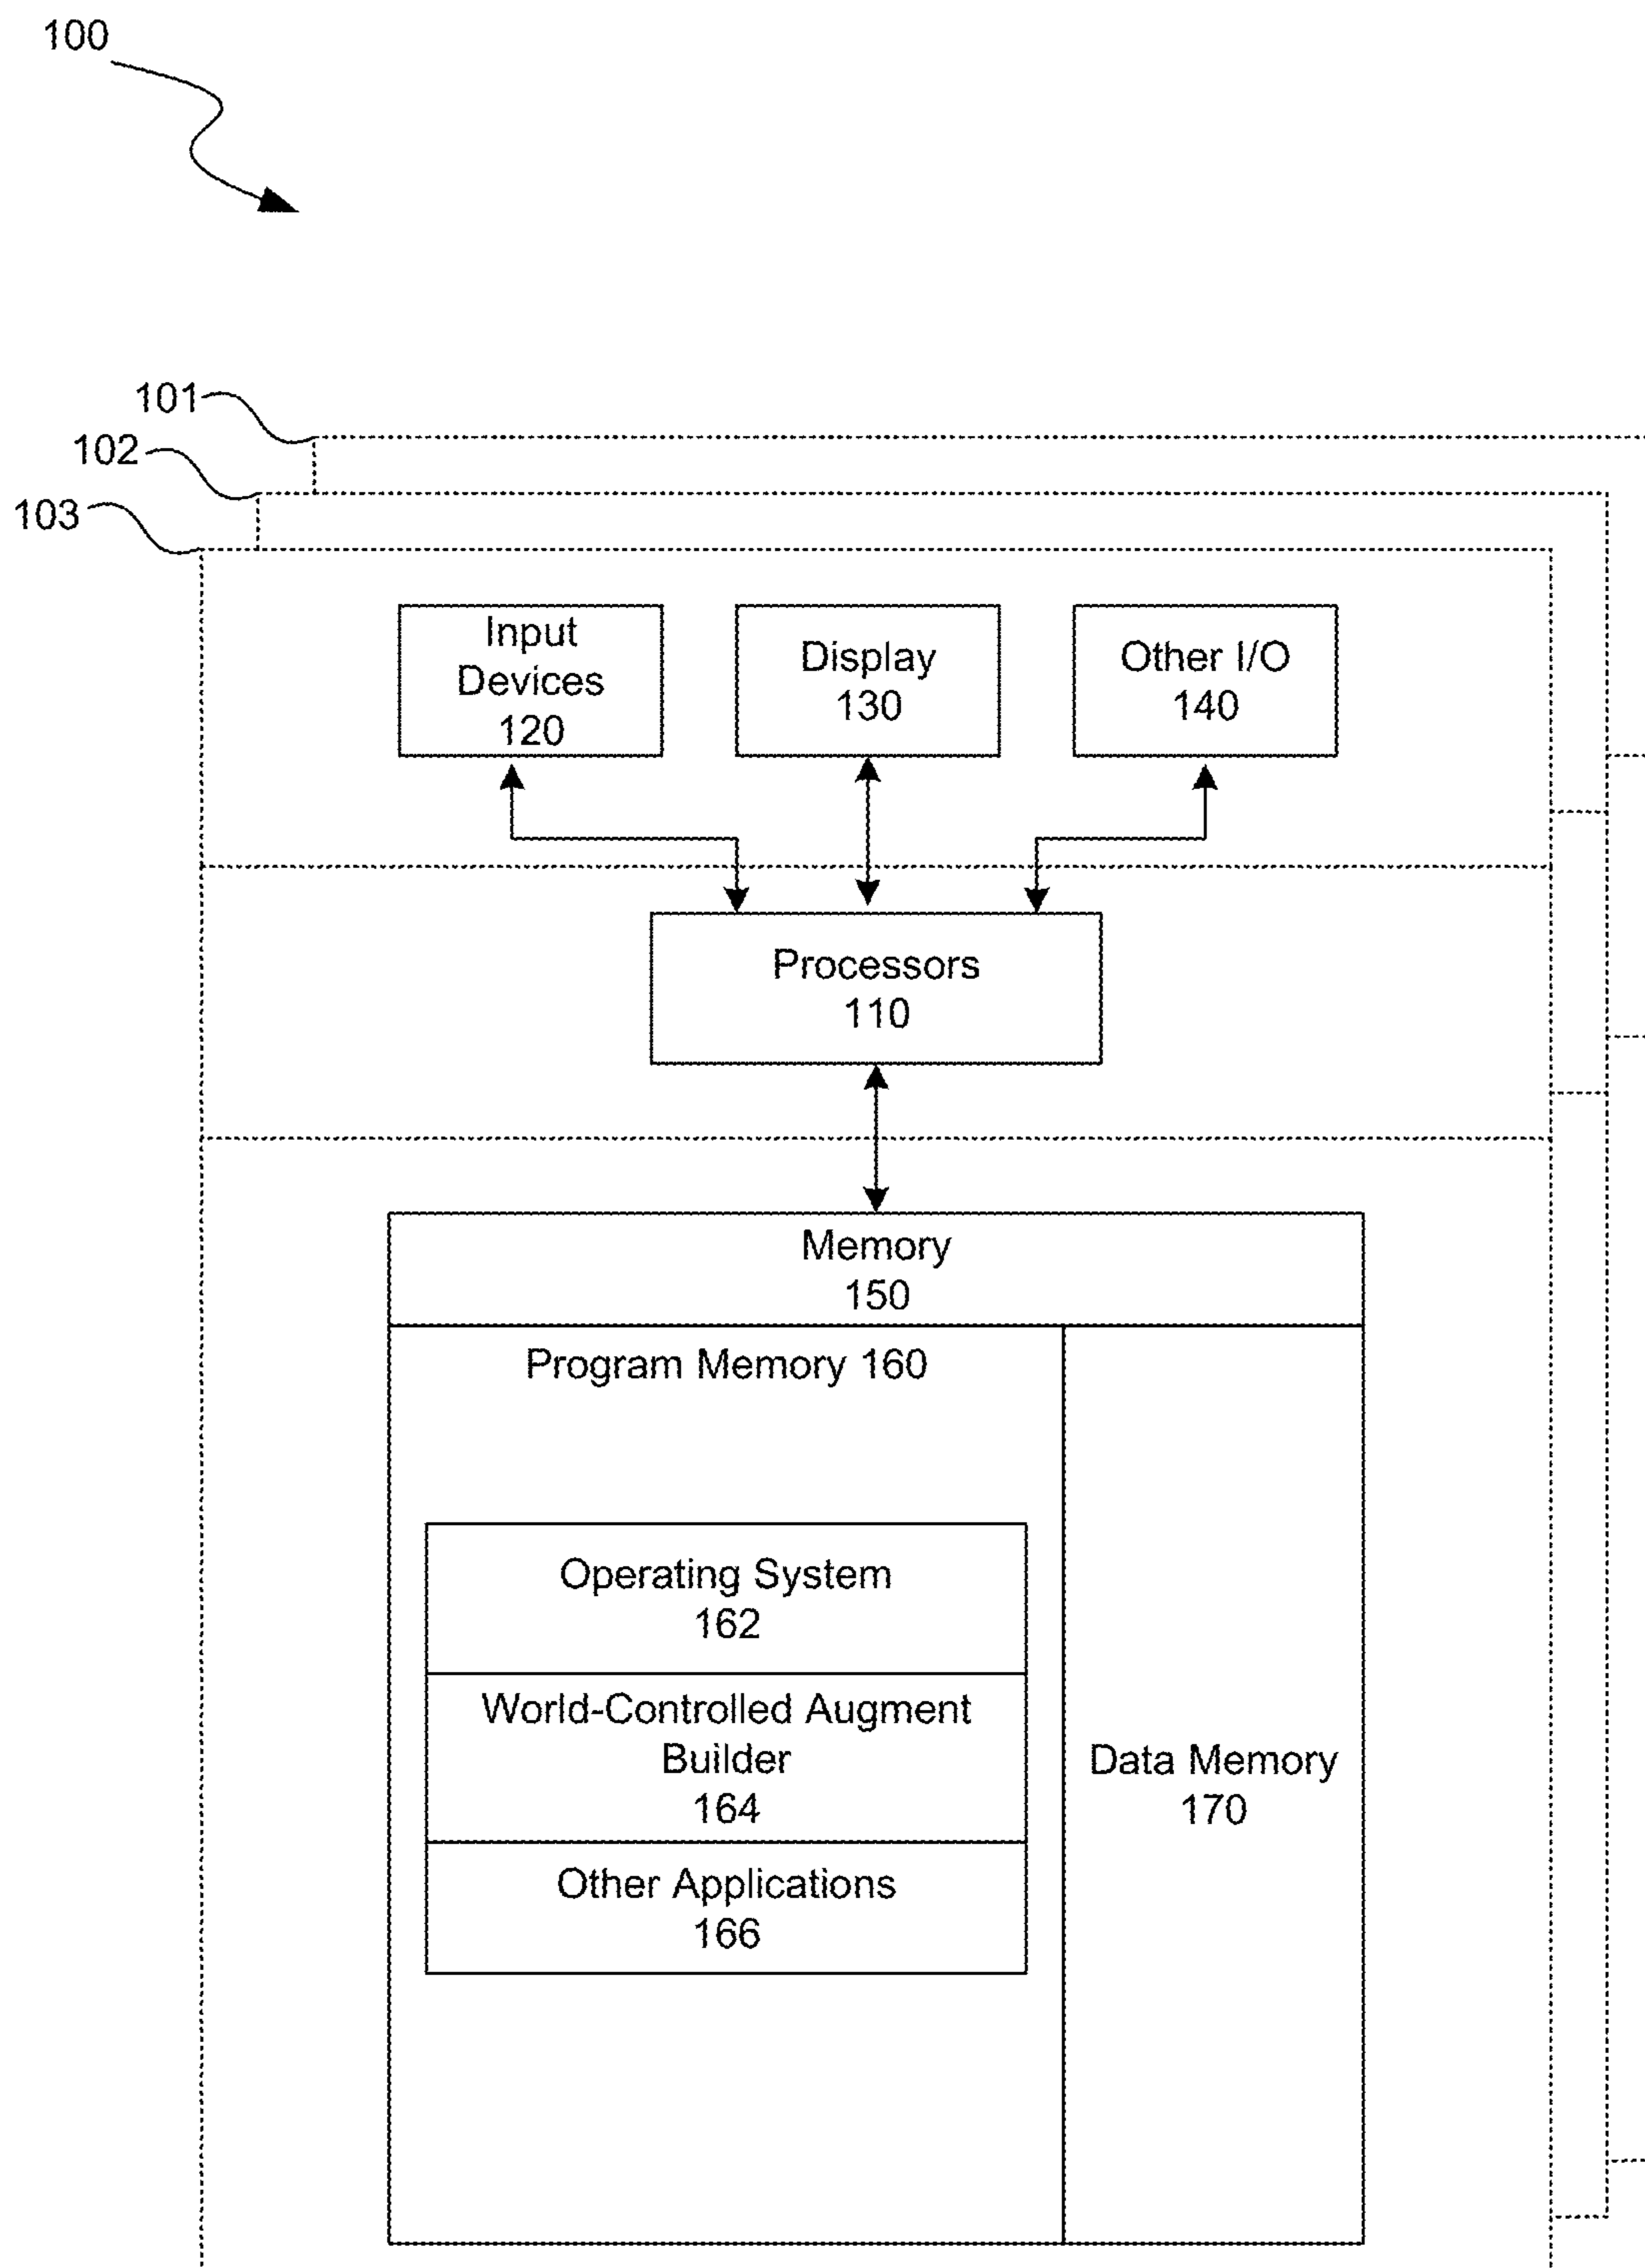 100
101
102
103
Input
Devices
120
Display
130
Other I/O
140
Processors
110
Memory
150
Program Memory 160
Operating System
162
World-Controlled Augment
Builder
164
Other Applications
166
Data Memory
170